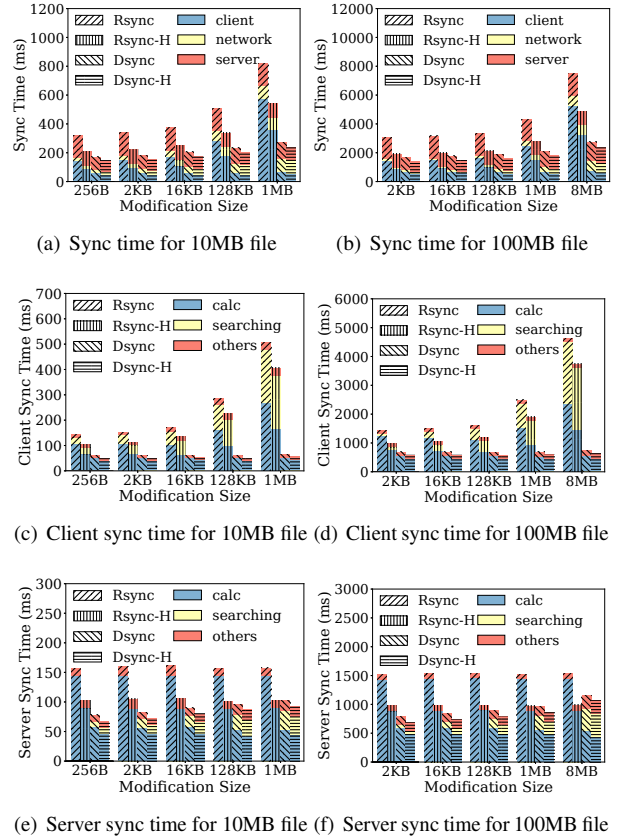 1200
1000
800
600
400
200
0
Sync Time (ms)
Rsync
Rsync-H
Dsync
Dsync-H
client
network
server
256B 2KB 16KB 128KB 1MB
Modification Size
(a) Sync time for 10MB file
12000
10000
8000
6000
4000
2000
0
Sync Time (ms)
Rsync
Rsync-H
Dsync
Dsync-H
client
network
server
2KB 16KB 128KB 1MB 8MB
Modification Size
(b) Sync time for 100MB file
700
600
500
400
300
200
100
0
Client Sync Time (ms)
Rsync
Rsync-H
Dsync
Dsync-H
calc
searching
others
256B 2KB 16KB 128KB 1MB
Modification Size
(c) Client sync time for 10MB file
6000
5000
4000
3000
2000
1000
0
Client Sync Time (ms)
Rsync
Rsync-H
Dsync
Dsync-H
calc
searching
others
2KB 16KB 128KB 1MB 8MB
Modification Size
(d) Client sync time for 100MB file
300
250
200
150
100
50
0
Server Sync Time (ms)
Rsync
Rsync-H
Dsync
Dsync-H
calc
searching
others
256B 2KB 16KB 128KB 1MB
Modification Size
(e) Server sync time for 10MB file
3000
2500
2000
1500
1000
500
0
Server Sync Time (ms)
Rsync
Rsync-H
Dsync
Dsync-H
calc
searching
others
2KB 16KB 128KB 1MB 8MB
Modification Size
(f) Server sync time for 100MB file